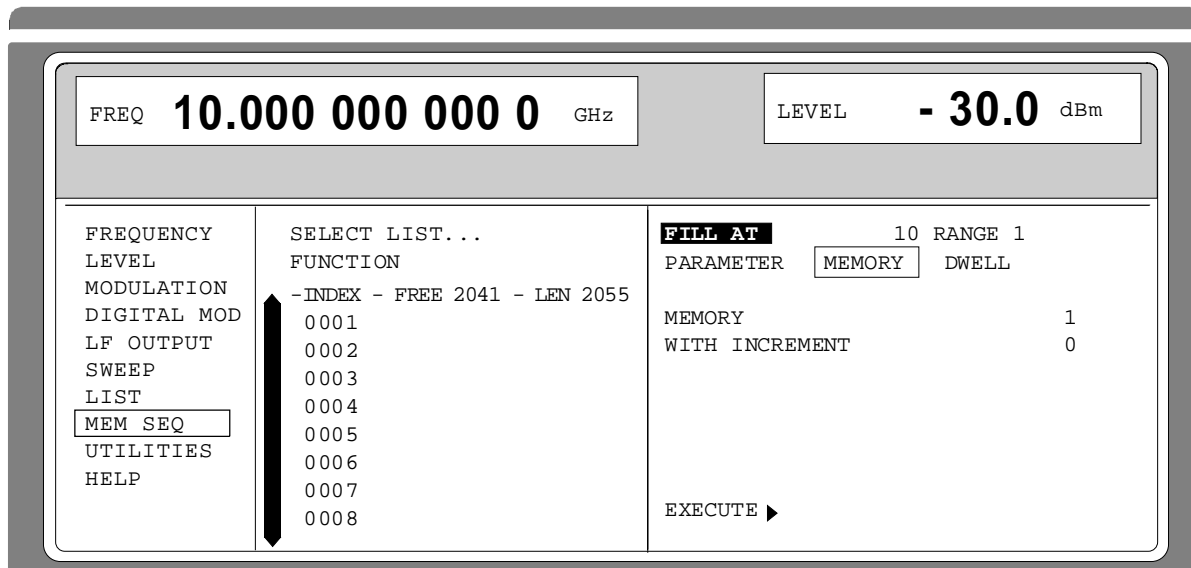 FREQ 10.000 000 000 0 GHz
LEVEL - 30.0 dBm
FREQUENCY
LEVEL
MODULATION
DIGITAL MOD
LF OUTPUT
SWEEP
LIST
MEM SEQ
UTILITIES
HELP
SELECT LIST...
FUNCTION
-INDEX - FREE 2041 - LEN 2055
0001
0002
0003
0004
0005
0006
0007
0008
FILL AT 10 RANGE 1
PARAMETER MEMORY DWELL
MEMORY 1
WITH INCREMENT 0
EXECUTE